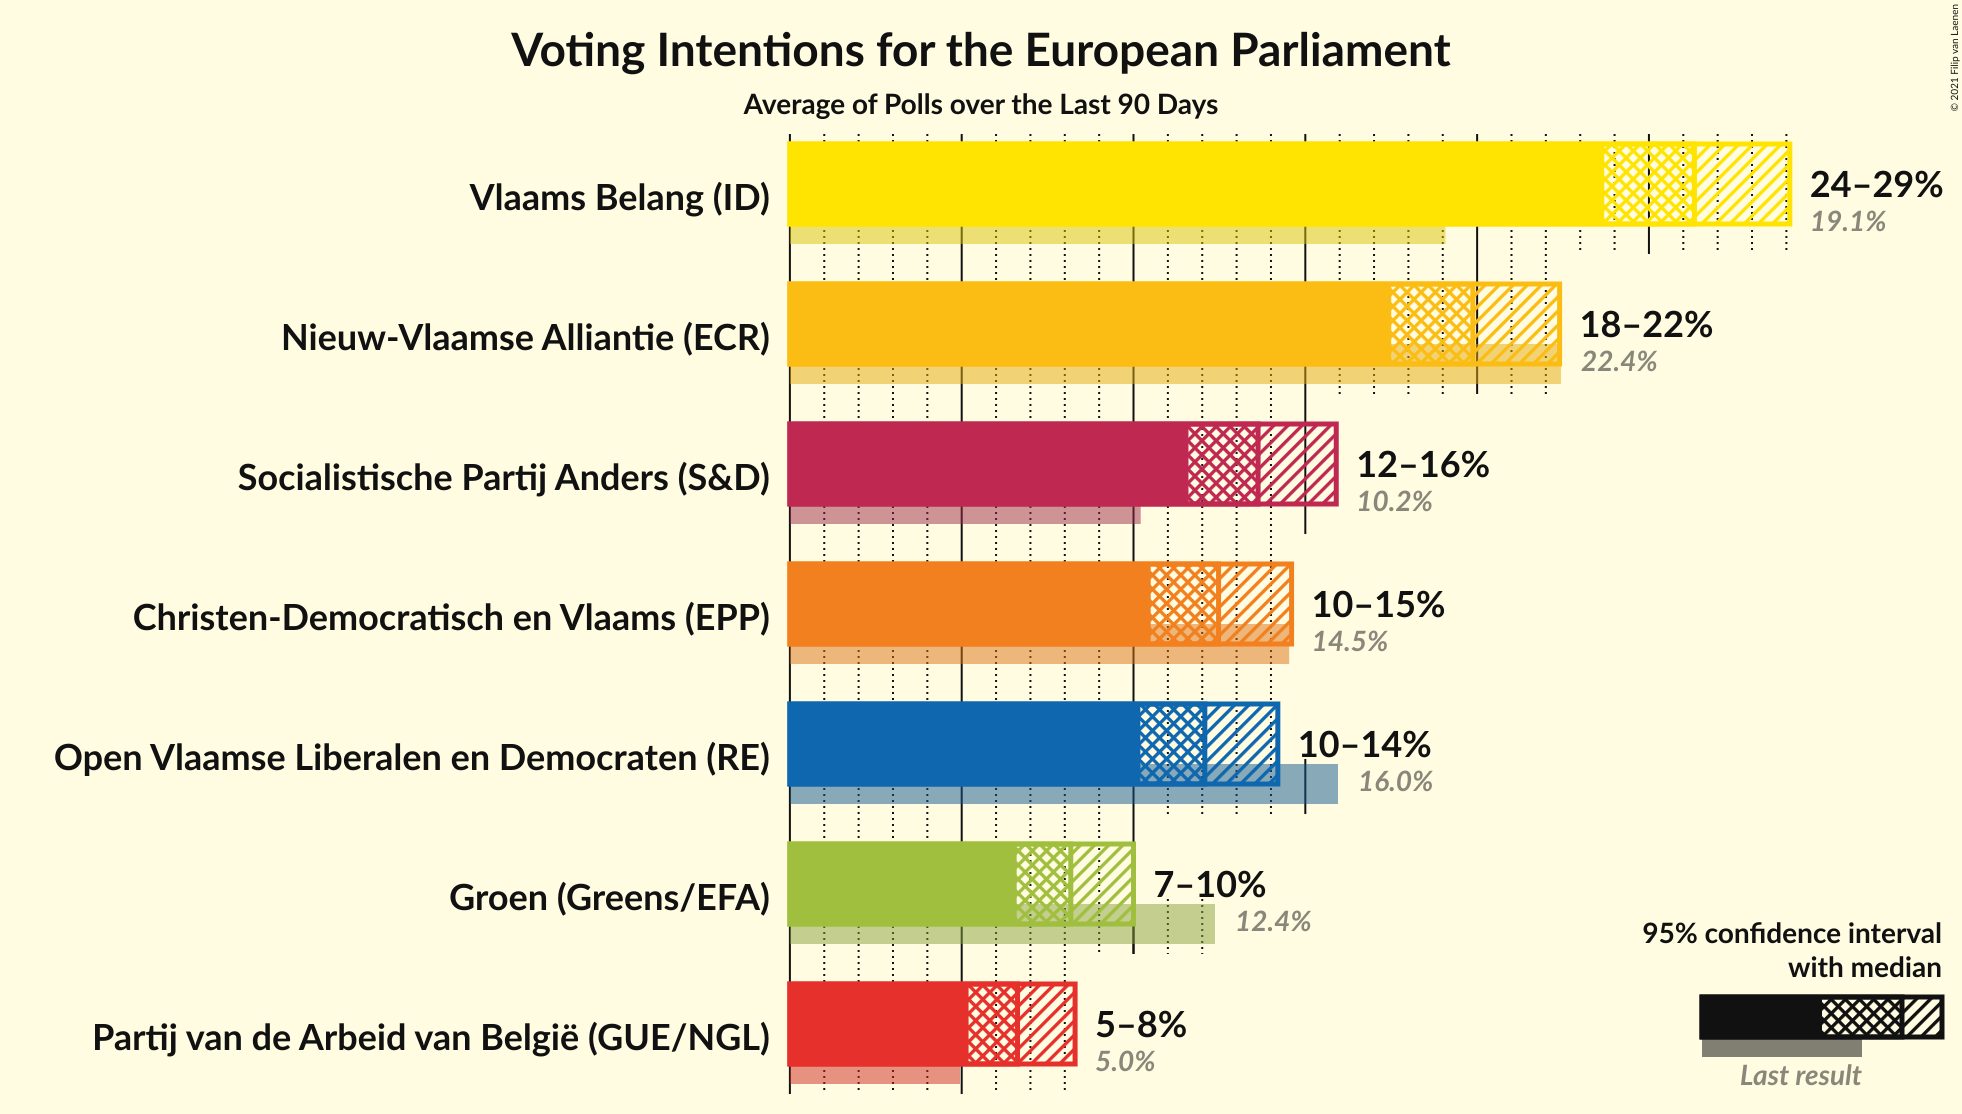 Voting Intentions for the European Parliament
Average of Polls over the Last 90 Days
© 2021 Filip van Laenen
Vlaams Belang (ID)
24–29%
19.1%
Nieuw-Vlaamse Alliantie (ECR)
18–22%
22.4%
Socialistische Partij Anders (S&D)
12–16%
10.2%
Christen-Democratisch en Vlaams (EPP)
10–15%
14.5%
Open Vlaamse Liberalen en Democraten (RE)
10–14%
16.0%
Groen (Greens/EFA)
7–10%
12.4%
Partij van de Arbeid van België (GUE/NGL)
5–8%
5.0%
95% confidence interval
with median
Last result